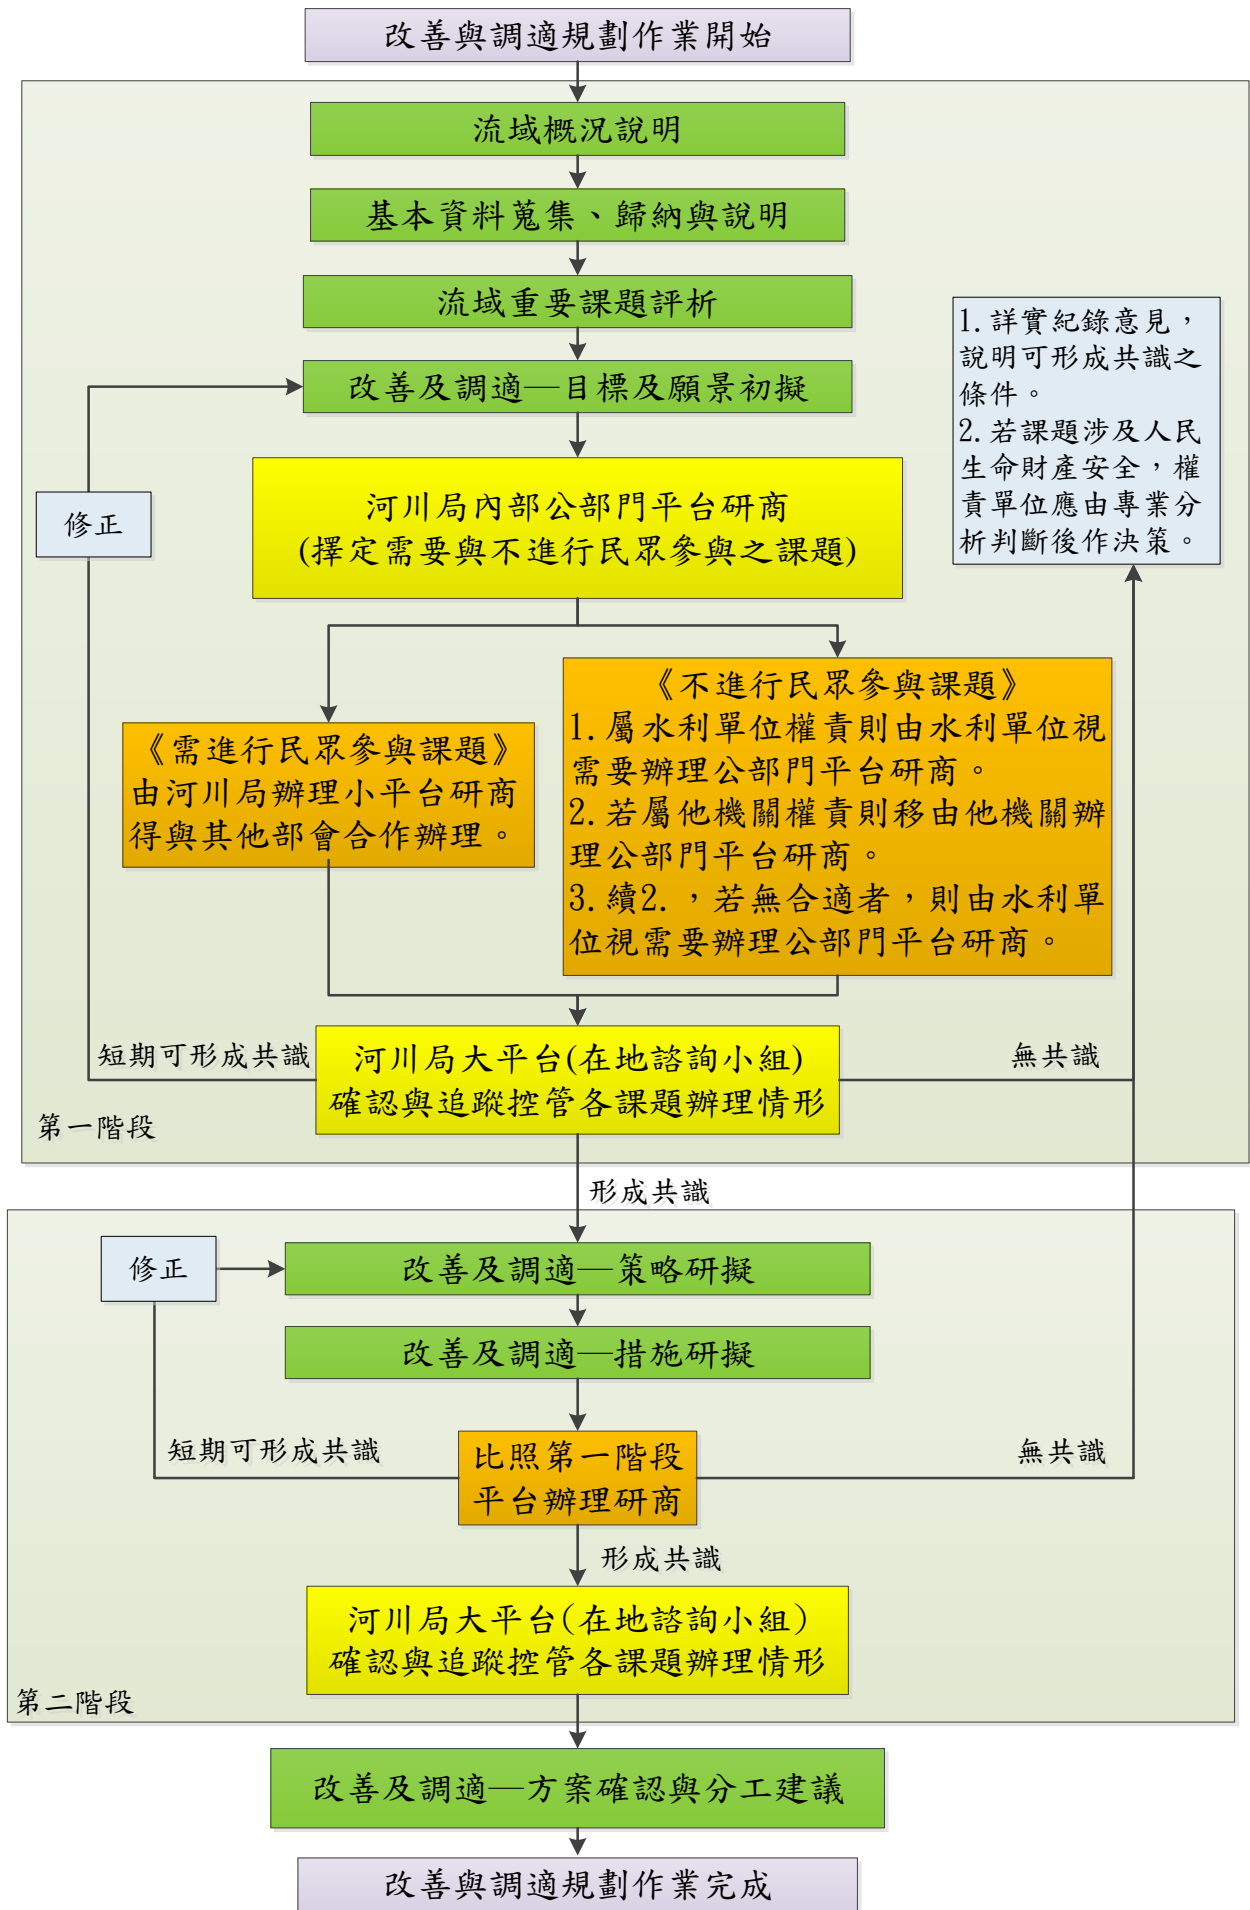 改善與調適規劃作業開始
流域概況說明
基本資料蒐集、歸納與說明
流域重要課題評析
改善及調適—目標及願景初擬
1.詳實紀錄意見，
說明可形成共識之
條件。
2.若課題涉及人民
生命財產安全，權
責單位應由專業分
析判斷後作決策。
修正
河川局內部公部門平台研商
(擇定需要與不進行民眾參與之課題)
《需進行民眾參與課題》
由河川局辦理小平台研商
得與其他部會合作辦理。
《不進行民眾參與課題》
1.屬水利單位權責則由水利單位視
需要辦理公部門平台研商。
2.若屬他機關權責則移由他機關辦
理公部門平台研商。
3.續2.，若無合適者，則由水利單
位視需要辦理公部門平台研商。
短期可形成共識
河川局大平台(在地諮詢小組)
確認與追蹤控管各課題辦理情形
無共識
第一階段
形成共識
修正
改善及調適—策略研擬
改善及調適—措施研擬
短期可形成共識
比照第一階段
平台辦理研商
無共識
形成共識
河川局大平台(在地諮詢小組)
確認與追蹤控管各課題辦理情形
第二階段
改善及調適—方案確認與分工建議
改善與調適規劃作業完成